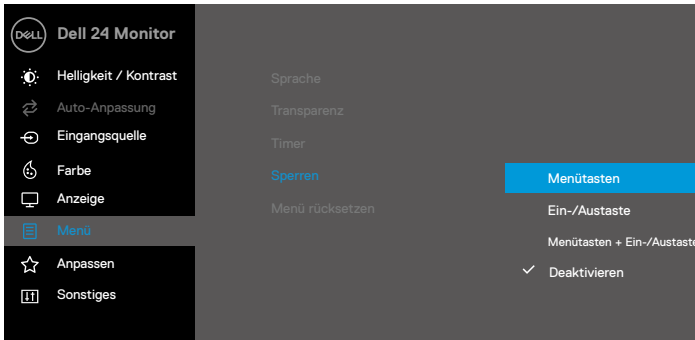 DELL Dell 24 Monitor
Helligkeit / Kontrast
Auto-Anpassung
Eingangsquelle
Farbe
Anzeige
Menü
Anpassen
Sonstiges
Sprache
Transparenz
Timer
Sperren
Menü rücksetzen
Menütasten
Ein-/Austaste
Menütasten + Ein-/Austaste
Deaktivieren